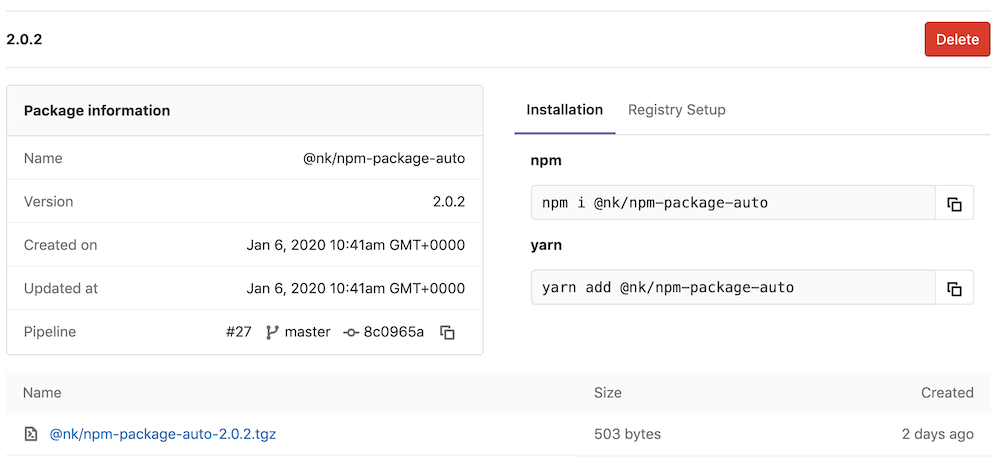 2.0.2
Delete
Package information
Name @nk/npm-package-auto
Version 2.0.2
Created on Jan 6, 2020 10:41am GMT+0000
Updated at Jan 6, 2020 10:41am GMT+0000
Pipeline #27 master 8c0965a
Installation Registry Setup
npm
npm i @nk/npm-package-auto
yarn
yarn add @nk/npm-package-auto
Name Size Created
@nk/npm-package-auto-2.0.2.tgz 503 bytes 2 days ago